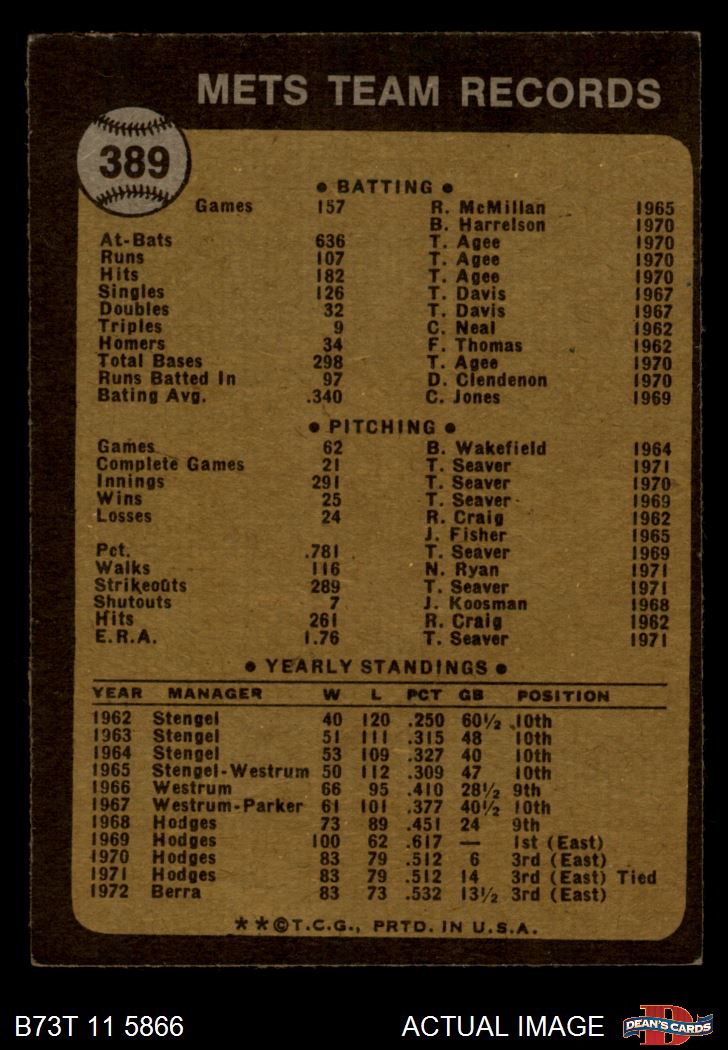 METS TEAM RECORDS
389
• BATTING •
Games 157 R. McMillan 1965
B. Harrelson 1970
At-Bats 636 T. Agee 1970
Runs 107 T. Agee 1970
Hits 182 T. Agee 1970
Singles 126 T. Davis 1967
Doubles 32 T. Davis 1967
Triples 9 C. Neal 1962
Homers 34 F. Thomas 1962
Total Bases 298 T. Agee 1970
Runs Batted In 97 D. Clendenon 1970
Bating Avg. .340 C. Jones 1969
• PITCHING •
Games 62 B. Wakefield 1964
Complete Games 21 T. Seaver 1971
Innings 291 T. Seaver 1970
Wins 25 T. Seaver 1969
Losses 24 R. Craig 1962
J. Fisher 1965
Pct. .781 T. Seaver 1969
Walks 116 N. Ryan 1971
Strikeouts 289 T. Seaver 1971
Shutouts 7 J. Koosman 1968
Hits 261 R. Craig 1962
E.R.A. 1.76 T. Seaver 1971
• YEARLY STANDINGS •
YEAR MANAGER W L PCT GB POSITION
1962 Stengel 40 120 .250 60½ 10th
1963 Stengel 51 111 .315 48 10th
1964 Stengel 53 109 .327 40 10th
1965 Stengel-Westrum 50 112 .309 47 10th
1966 Westrum 66 95 .410 28½ 9th
1967 Westrum-Parker 61 101 .377 40½ 10th
1968 Hodges 73 89 .451 24 9th
1969 Hodges 100 62 .617 — 1st (East)
1970 Hodges 83 79 .512 6 3rd (East)
1971 Hodges 83 79 .512 14 3rd (East) Tied
1972 Berra 83 73 .532 13½ 3rd (East)
**©T.C.G., PRTD. IN U.S.A.
B73T 11 5866 ACTUAL IMAGE
D
DEAN'S CARDS